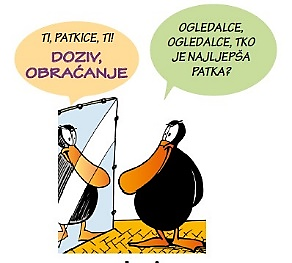 TI, PATKICE, TI!
DOZIV,
OBRAĆANJE
OGLEDALCE,
OGLEDALCE, TKO
JE NAJLJEPŠA
PATKA?